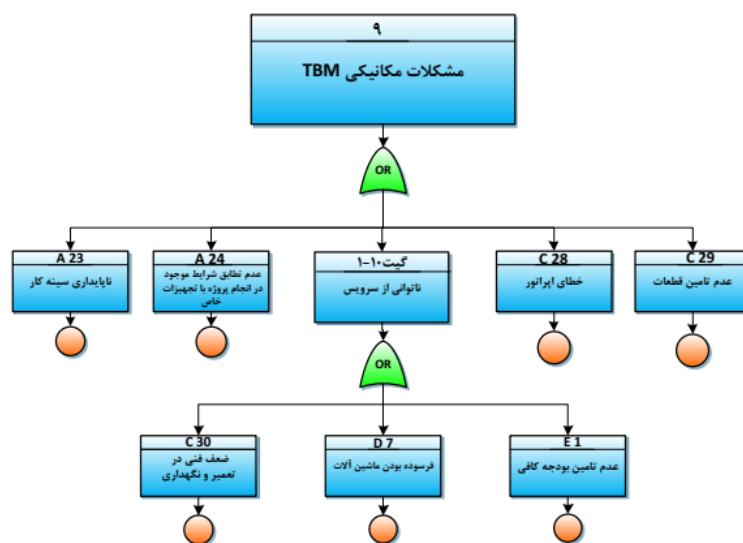 ۹
مشکلات مکانیکی TBM
OR
A 23
ناپایداری سینه کار
A 24
عدم تطابق شرایط موجود
در انجام پروژه با تجهیزات
خاص
گیت۱۰-۱
ناتوانی از سرویس
C 28
خطای اپراتور
C 29
عدم تامین قطعات
OR
C 30
ضعف فنی در
تعمیر و نگهداری
D 7
فرسوده بودن ماشین آلات
E 1
عدم تامین بودجه کافی